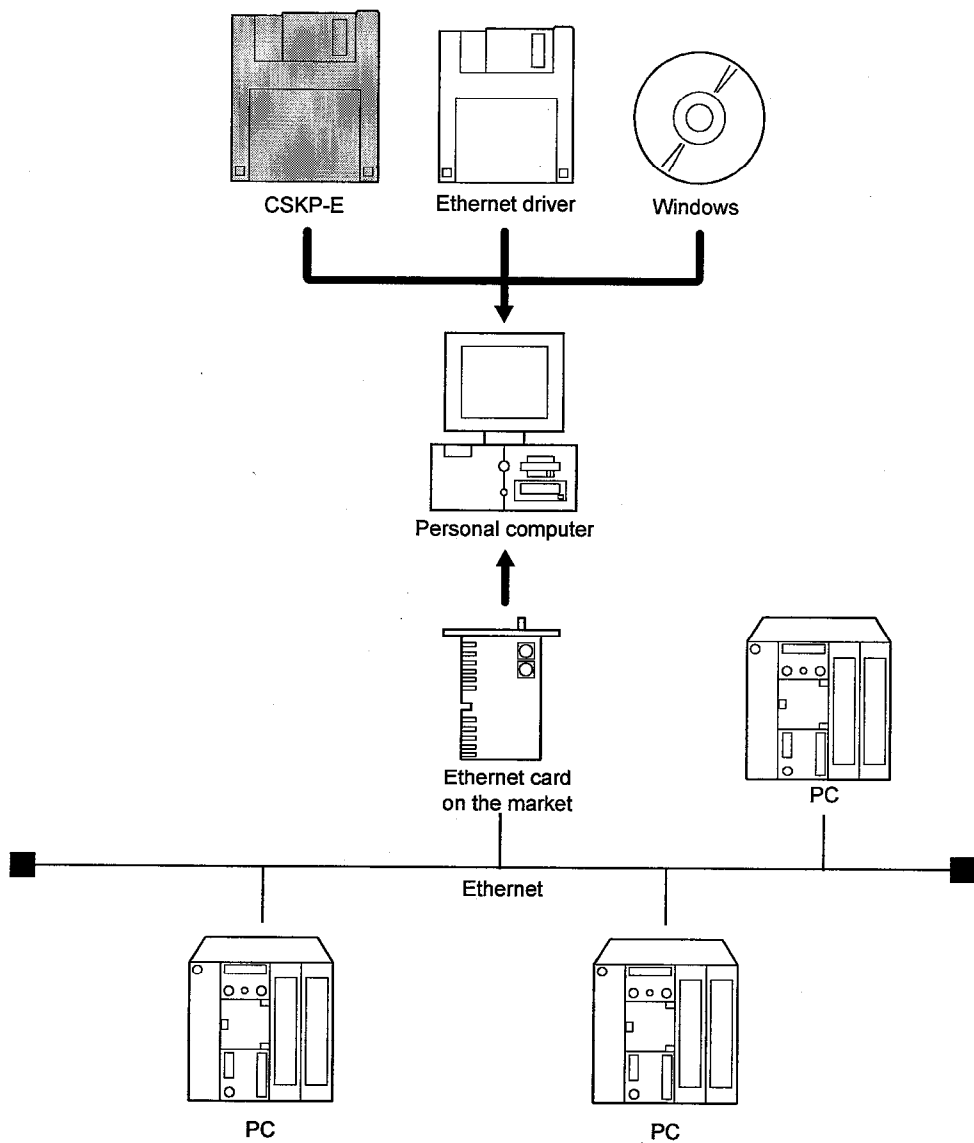 CSKP-E
Ethernet driver
Windows
Personal computer
Ethernet card
on the market
PC
Ethernet
PC
PC